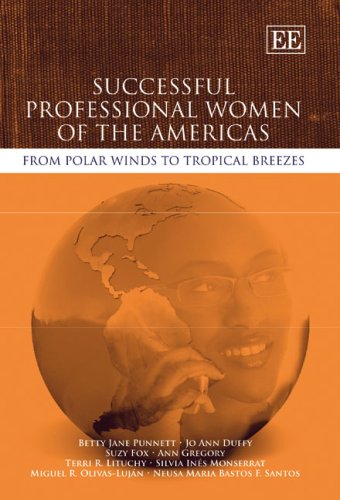 EE
SUCCESSFUL
PROFESSIONAL WOMEN
OF THE AMERICAS
FROM POLAR WINDS TO TROPICAL BREEZES
BETTY JANE PUNNETT • JO ANN DUFFY
SUZY FOX • ANN GREGORY
TERRI R. LITUCHY • SILVIA INÉS MONSERRAT
MIGUEL R. OLIVAS-LUJÁN • NEUSA MARIA BASTOS F. SANTOS